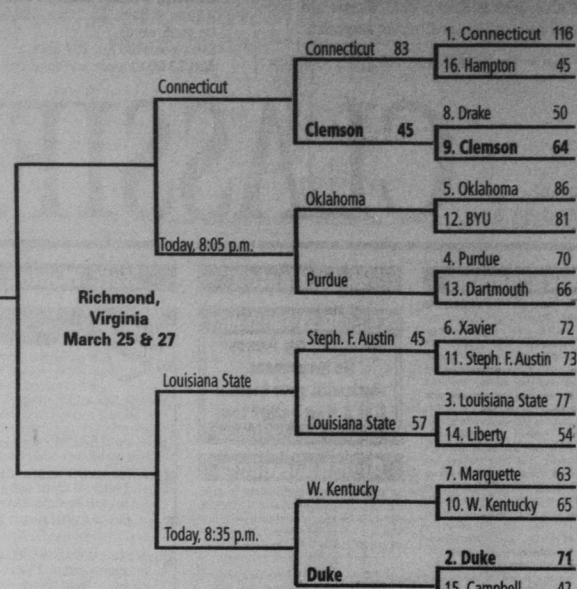 1. Connecticut 116
Connecticut 83
16. Hampton 45
Connecticut
8. Drake 50
Clemson 45
9. Clemson 64
5. Oklahoma 86
Oklahoma
12. BYU 81
Today, 8:05 p.m.
4. Purdue 70
Purdue
13. Dartmouth 66
Richmond,
Virginia
March 25 & 27
6. Xavier 72
Steph. F. Austin 45
11. Steph. F. Austin 73
Louisiana State
3. Louisiana State 77
Louisiana State 57
14. Liberty 54
7. Marquette 63
W. Kentucky
10. W. Kentucky 65
Today, 8:35 p.m.
2. Duke 71
Duke
15. Campbell 42